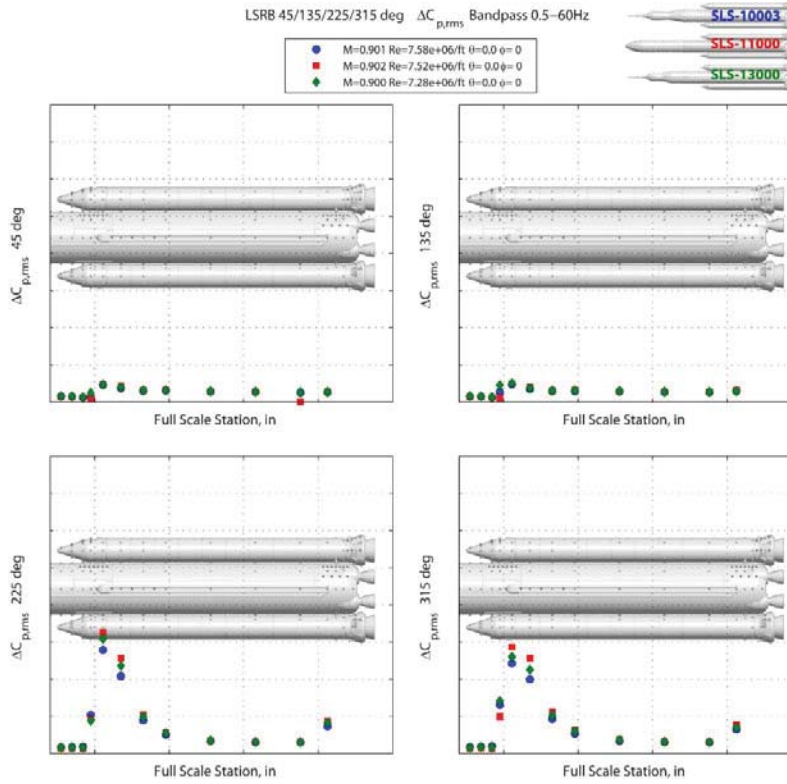 LSRB 45/135/225/315 deg ΔCp,rms Bandpass 0.5−60Hz
M=0.901 Re=7.58e+06/ft θ=0.0 ϕ= 0
M=0.902 Re=7.52e+06/ft θ= 0.0 ϕ= 0
M=0.900 Re=7.28e+06/ft θ=0.0 ϕ= 0
SLS-10003
SLS-11000
SLS-13000
ΔCp,rms 45 deg
Full Scale Station, in
ΔCp,rms 135 deg
Full Scale Station, in
ΔCp,rms 225 deg
Full Scale Station, in
ΔCp,rms 315 deg
Full Scale Station, in